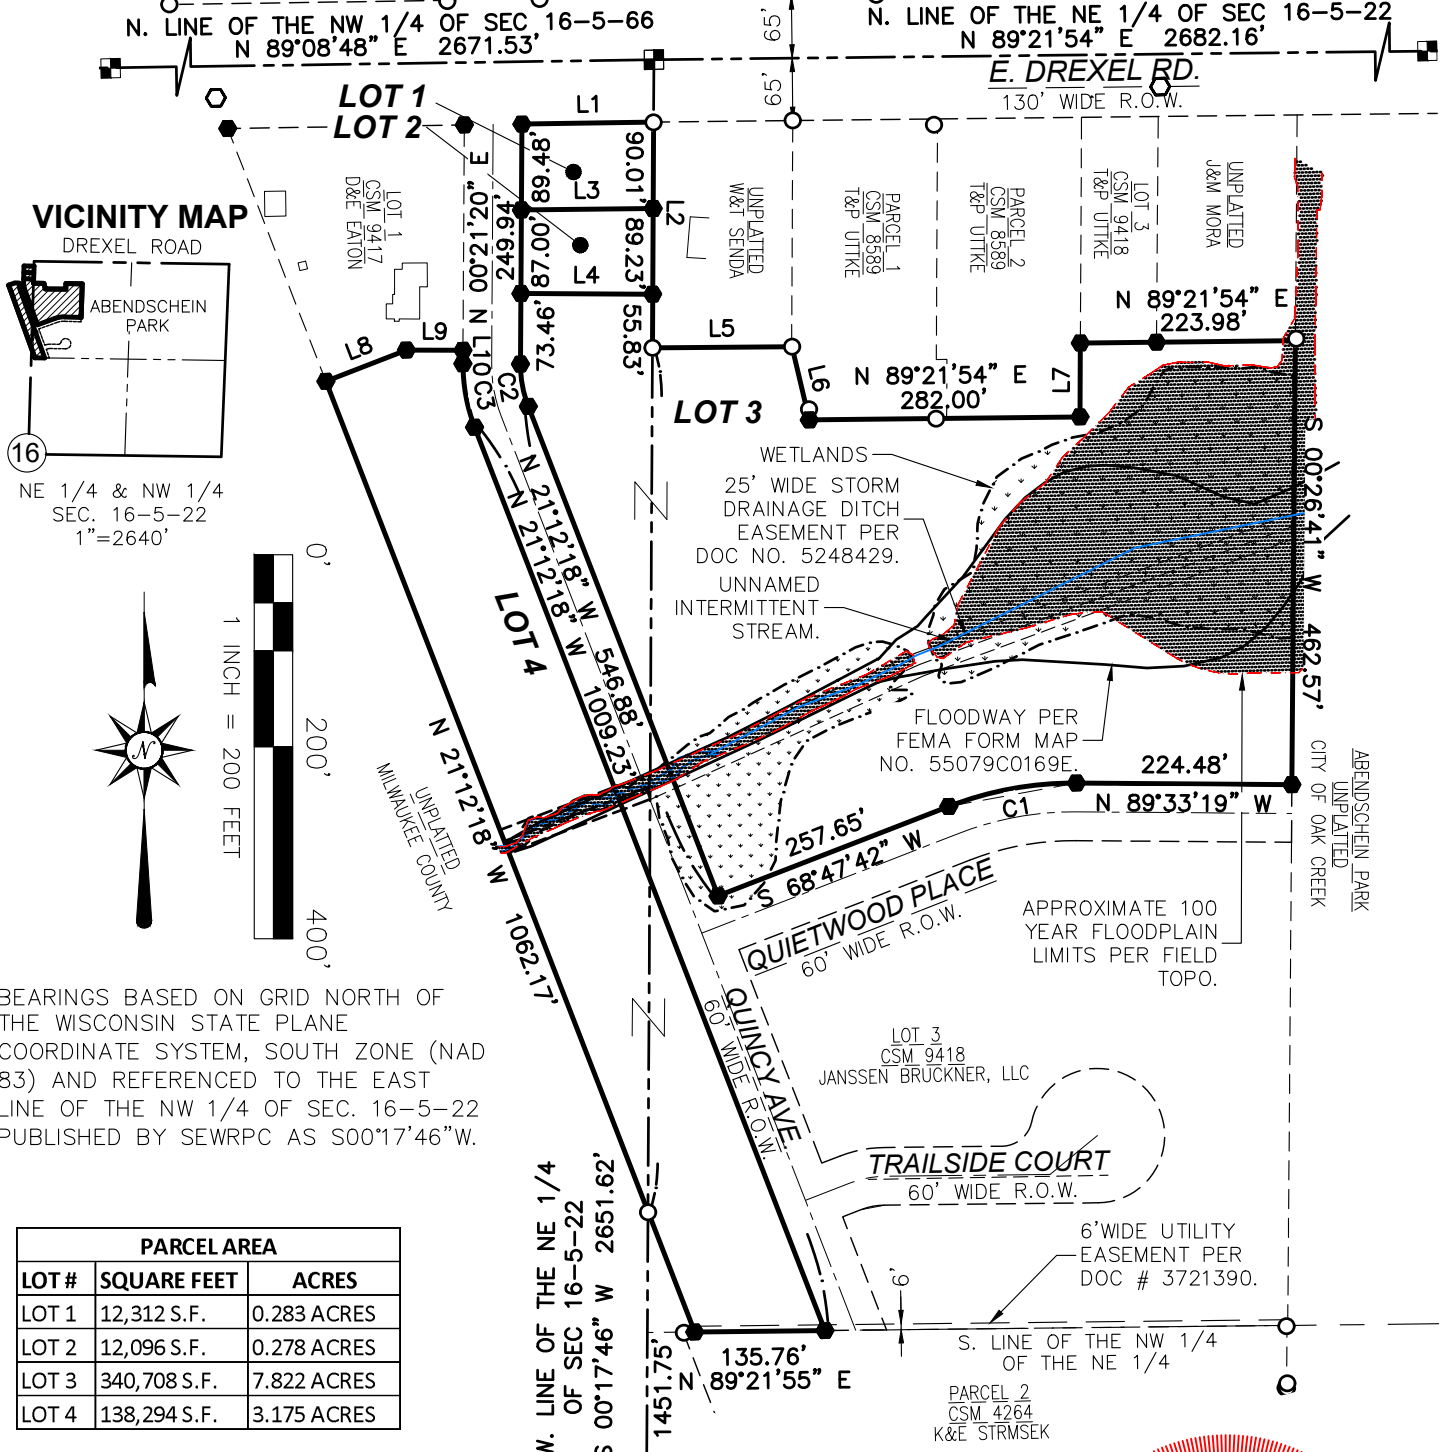 N. LINE OF THE NW 1/4 OF SEC 16-5-66
N 89°08'48" E 2671.53'
65'
N. LINE OF THE NE 1/4 OF SEC 16-5-22
N 89°21'54" E 2682.16'
65'
E. DREXEL RD.
130' WIDE R.O.W.
LOT 1
LOT 2
L1
90.01'
89.48'
L3
L2
249.94'
87.00'
89.23'
L4
73.46'
55.83'
N 00°21'20" E
LOT 1
CSM 9417
D&E EATON
UNPLATTED
W&T SENDA
PARCEL 1
CSM 8589
T&P UTTKE
PARCEL 2
CSM 8589
T&P UTTKE
LOT 3
CSM 9418
T&P UTTKE
UNPLATTED
J&M MORA
VICINITY MAP
DREXEL ROAD
ABENDSCHEIN
PARK
16
NE 1/4 & NW 1/4
SEC. 16-5-22
1"=2640'
L8
L9
L10
C3
C2
L5
L6
L7
N 89°21'54" E
223.98'
N 89°21'54" E
282.00'
LOT 3
WETLANDS
25' WIDE STORM
DRAINAGE DITCH
EASEMENT PER
DOC NO. 5248429.
UNNAMED
INTERMITTENT
STREAM.
S 00°26'41" W 462.57'
N 21°12'18" W 546.88'
N 21°12'18" W 1009.23'
LOT 4
N 21°12'18" W 1062.17'
UNPLATTED
MILWAUKEE COUNTY
0'
200'
400'
1 INCH = 200 FEET
N
FLOODWAY PER
FEMA FORM MAP
NO. 55079C0169E.
224.48'
N 89°33'19" W
C1
257.65'
S 68°47'42" W
ABENDSCHEIN PARK
UNPLATTED
CITY OF OAK CREEK
QUIETWOOD PLACE
60' WIDE R.O.W.
APPROXIMATE 100
YEAR FLOODPLAIN
LIMITS PER FIELD
TOPO.
BEARINGS BASED ON GRID NORTH OF
THE WISCONSIN STATE PLANE
COORDINATE SYSTEM, SOUTH ZONE (NAD
83) AND REFERENCED TO THE EAST
LINE OF THE NW 1/4 OF SEC. 16-5-22
PUBLISHED BY SEWRPC AS S00°17'46"W.
QUINCY AVE
60' WIDE R.O.W.
LOT 3
CSM 9418
JANSSEN BRUCKNER, LLC
TRAILSIDE COURT
60' WIDE R.O.W.
6'WIDE UTILITY
EASEMENT PER
DOC # 3721390.
6'
W. LINE OF THE NE 1/4
OF SEC 16-5-22
S 00°17'46" W 2651.62'
1451.75'
135.76'
N 89°21'55" E
S. LINE OF THE NW 1/4
OF THE NE 1/4
PARCEL 2
CSM 4264
K&E STRMSEK
PARCEL AREA
LOT # SQUARE FEET ACRES
LOT 1 12,312 S.F. 0.283 ACRES
LOT 2 12,096 S.F. 0.278 ACRES
LOT 3 340,708 S.F. 7.822 ACRES
LOT 4 138,294 S.F. 3.175 ACRES